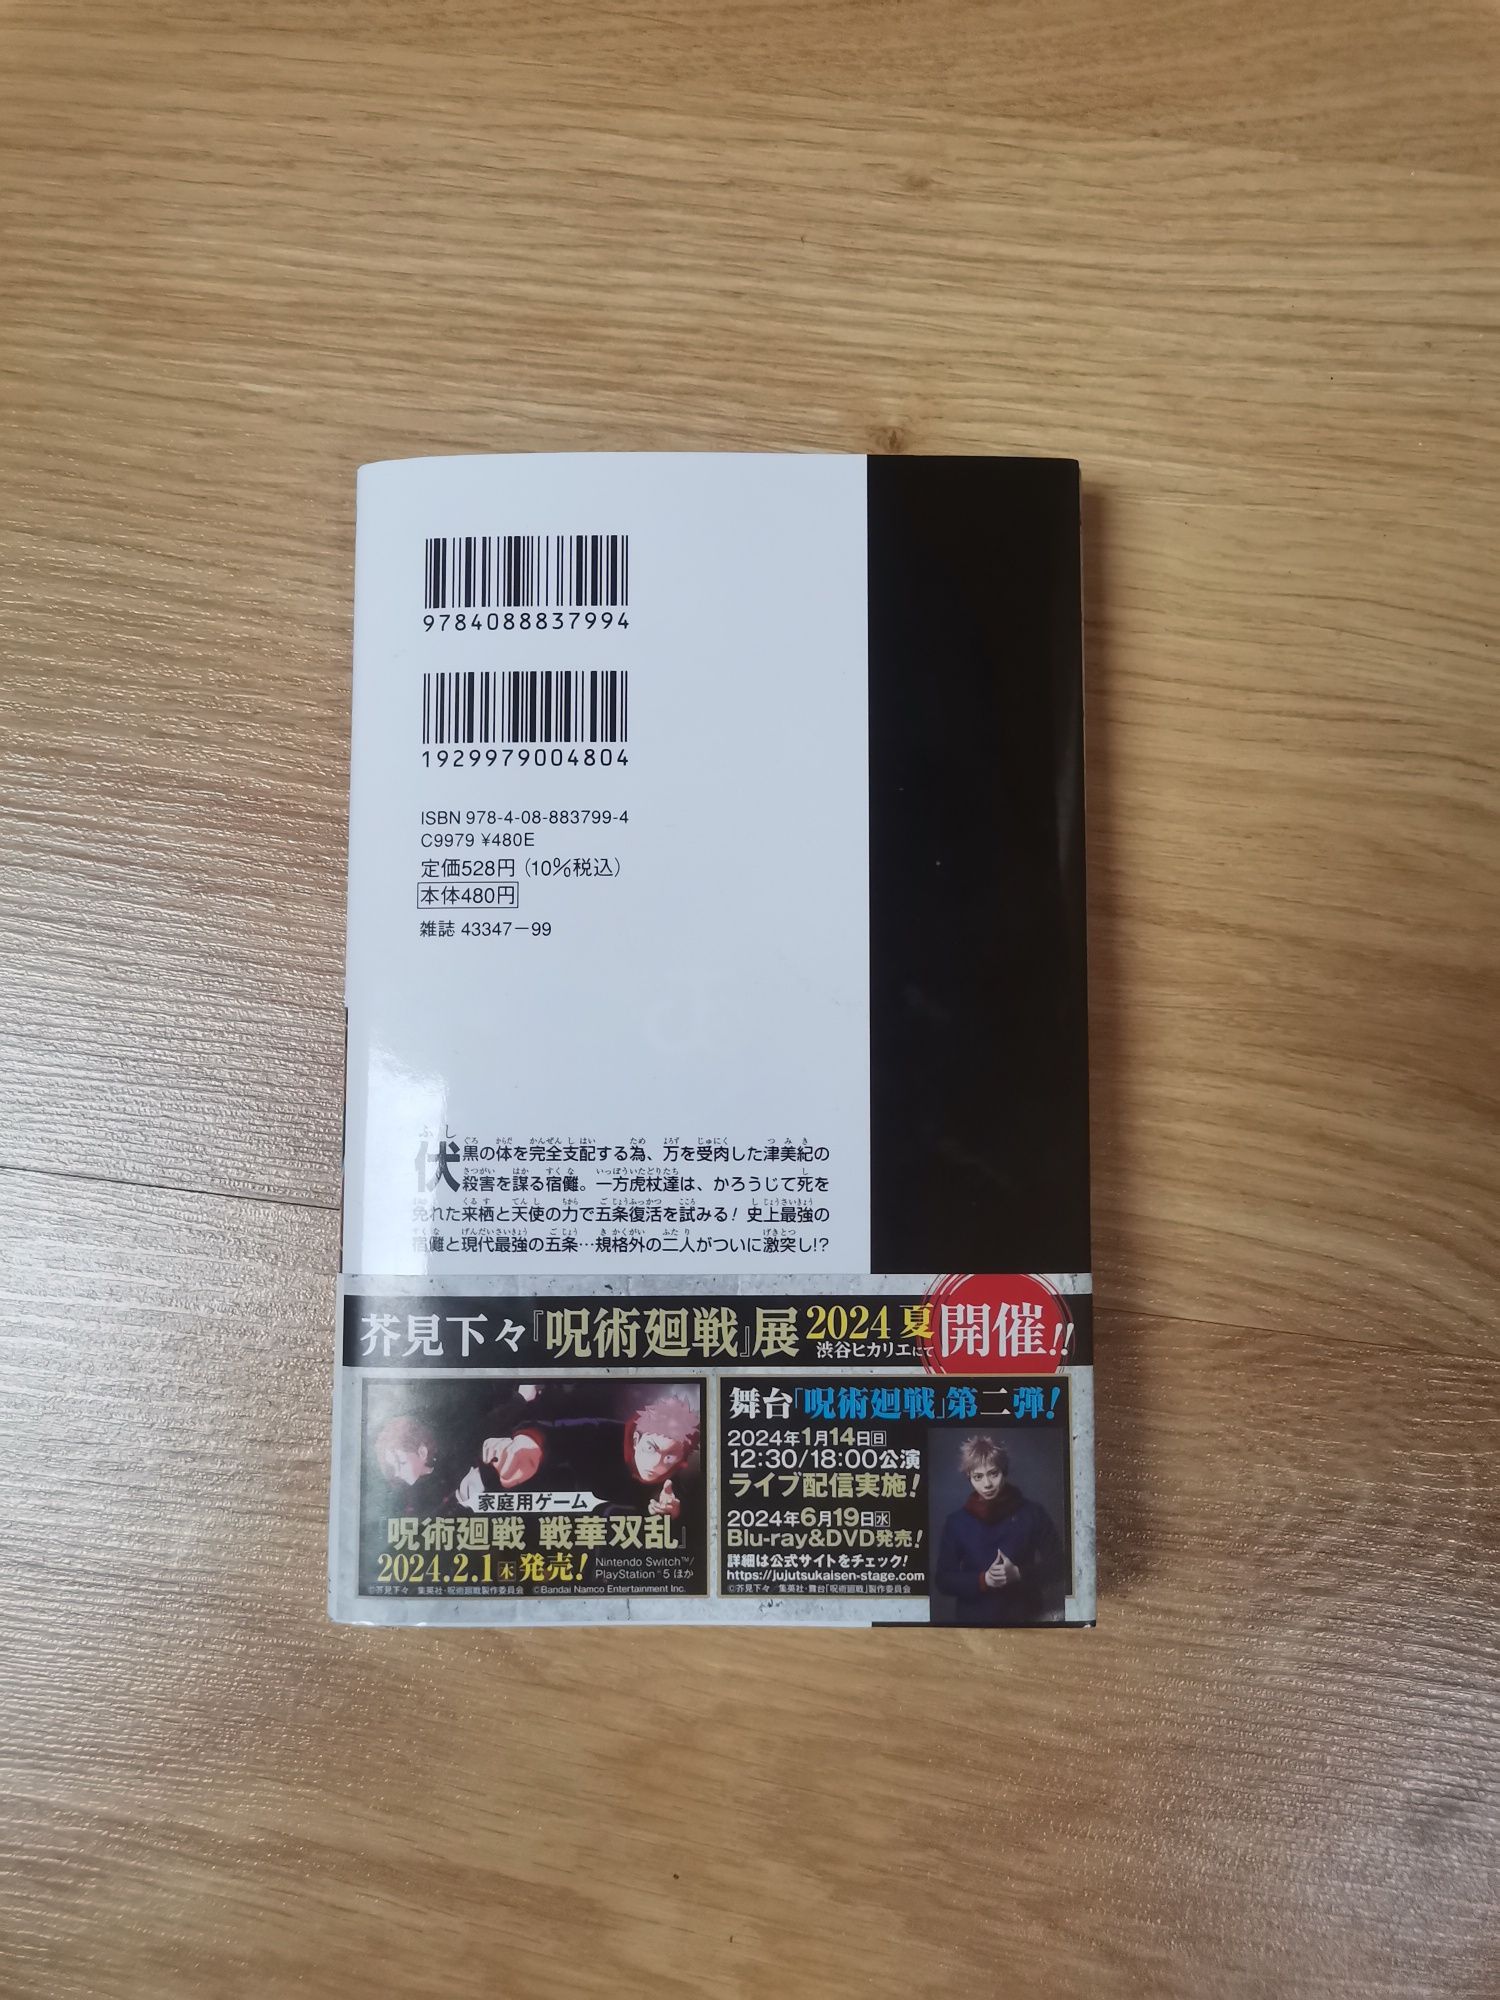 9784088837994
1929979004804
ISBN 978-4-08-883799-4
C9979 ¥480E
定価528円(10%税込)
本体480円
雑誌 43347-99
伏黒の体を完全支配する為、万を受肉した津美紀の
殺害を謀る宿儺。一方虎杖達は、かろうじて死を
免れた来栖と天使の力で五条復活を試みる! 史上最強の
宿儺と現代最強の五条…規格外の二人がついに激突し!?
芥見下々『呪術廻戦』展 2024夏 渋谷ヒカリエにて 開催!!
家庭用ゲーム
『呪術廻戦 戦華双乱』
2024.2.1木発売! Nintendo Switch™/
PlayStation®5 ほか
©芥見下々/集英社・呪術廻戦製作委員会 ©Bandai Namco Entertainment Inc.
舞台「呪術廻戦」第二弾!
2024年1月14日日
12:30/18:00公演
ライブ配信実施!
2024年6月19日水
Blu-ray&DVD発売!
詳細は公式サイトをチェック!
https://jujutsukaisen-stage.com
©芥見下々/集英社・舞台「呪術廻戦」製作委員会